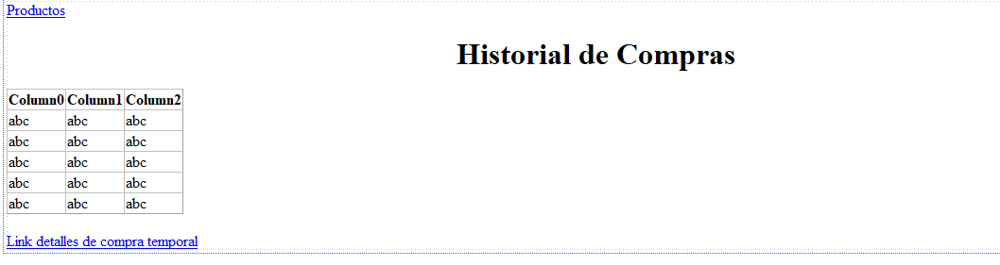 Productos
Historial de Compras
Column0 Column1 Column2
abc abc abc
abc abc abc
abc abc abc
abc abc abc
abc abc abc
Link detalles de compra temporal